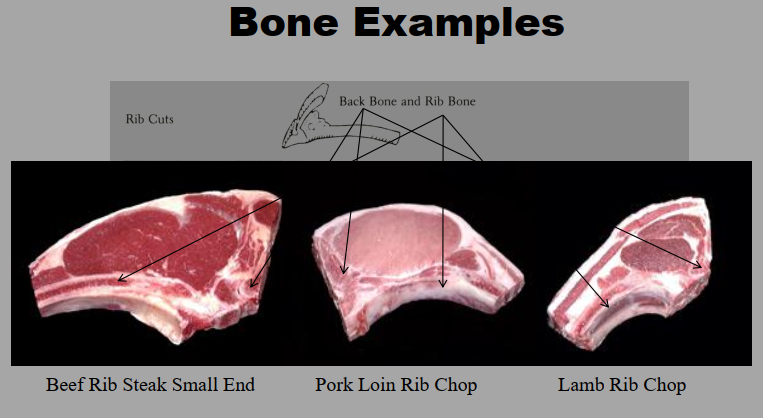 Bone Examples
Rib Cuts
Back Bone and Rib Bone
Beef Rib Steak Small End
Pork Loin Rib Chop
Lamb Rib Chop